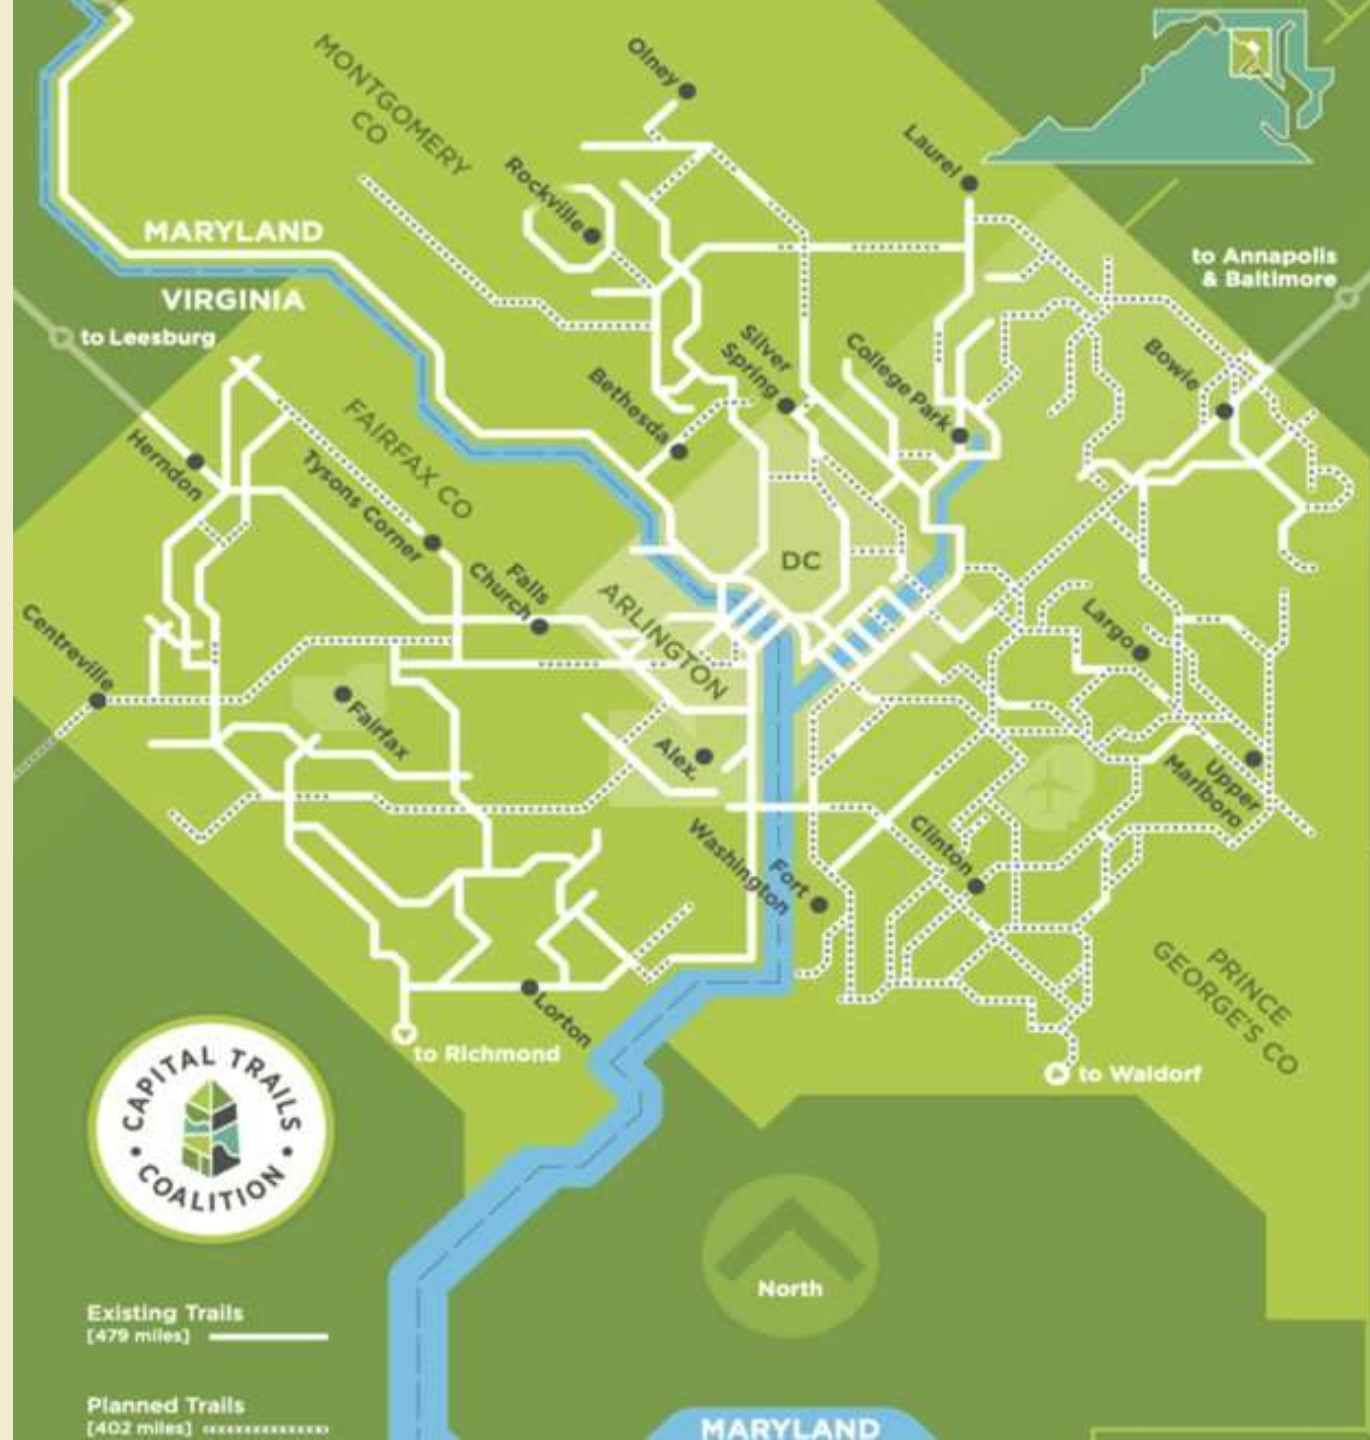 MONTGOMERY
CO
Olney
Laurel
Rockville
MARYLAND
VIRGINIA
to Annapolis
& Baltimore
to Leesburg
Silver
Spring
College Park
Bowie
Bethesda
FAIRFAX CO
Herndon
Tysons Corner
Falls
Church
DC
ARLINGTON
Largo
Centreville
Fairfax
Alex.
Upper
Marlboro
Clinton
Fort
Washington
PRINCE
GEORGE'S CO
Lorton
to Richmond
to Waldorf
CAPITAL TRAILS
• COALITION •
North
Existing Trails
[479 miles]
Planned Trails
[402 miles]
MARYLAND